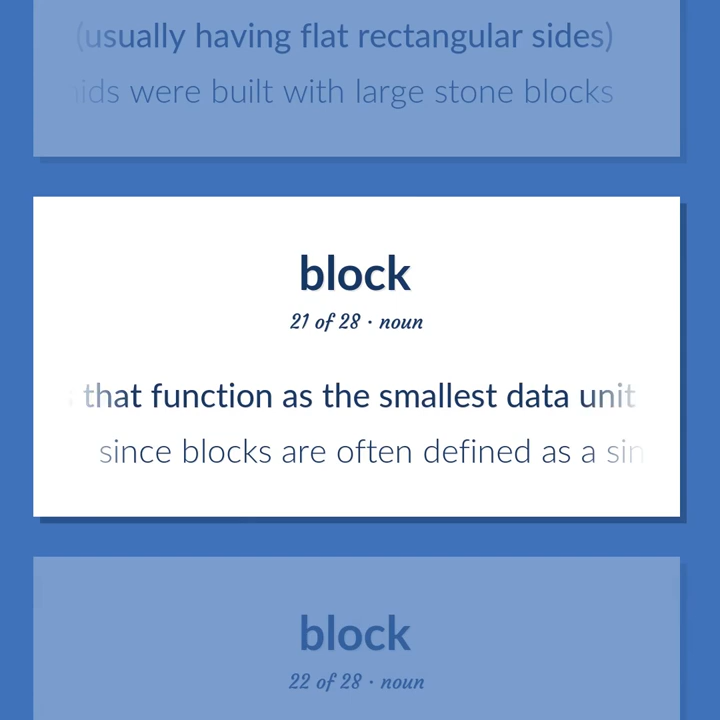 (usually having flat rectangular sides)
were built with large stone blocks
block
21 of 28 · noun
that function as the smallest data unit
since blocks are often defined as a
block
22 of 28 · noun